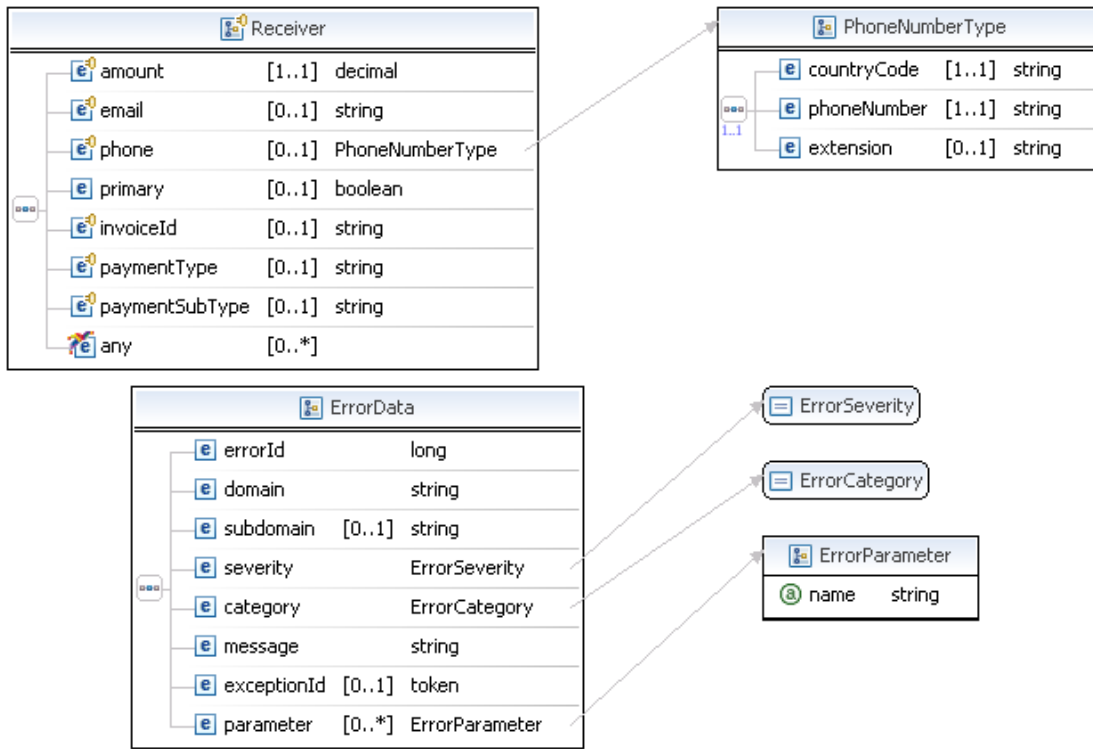 Receiver
amount [1..1] decimal
email [0..1] string
phone [0..1] PhoneNumberType
primary [0..1] boolean
invoiceId [0..1] string
paymentType [0..1] string
paymentSubType [0..1] string
any [0..*]
PhoneNumberType
countryCode [1..1] string
phoneNumber [1..1] string
1..1
extension [0..1] string
ErrorData
errorId long
domain string
subdomain [0..1] string
severity ErrorSeverity
category ErrorCategory
message string
exceptionId [0..1] token
parameter [0..*] ErrorParameter
ErrorSeverity
ErrorCategory
ErrorParameter
name string